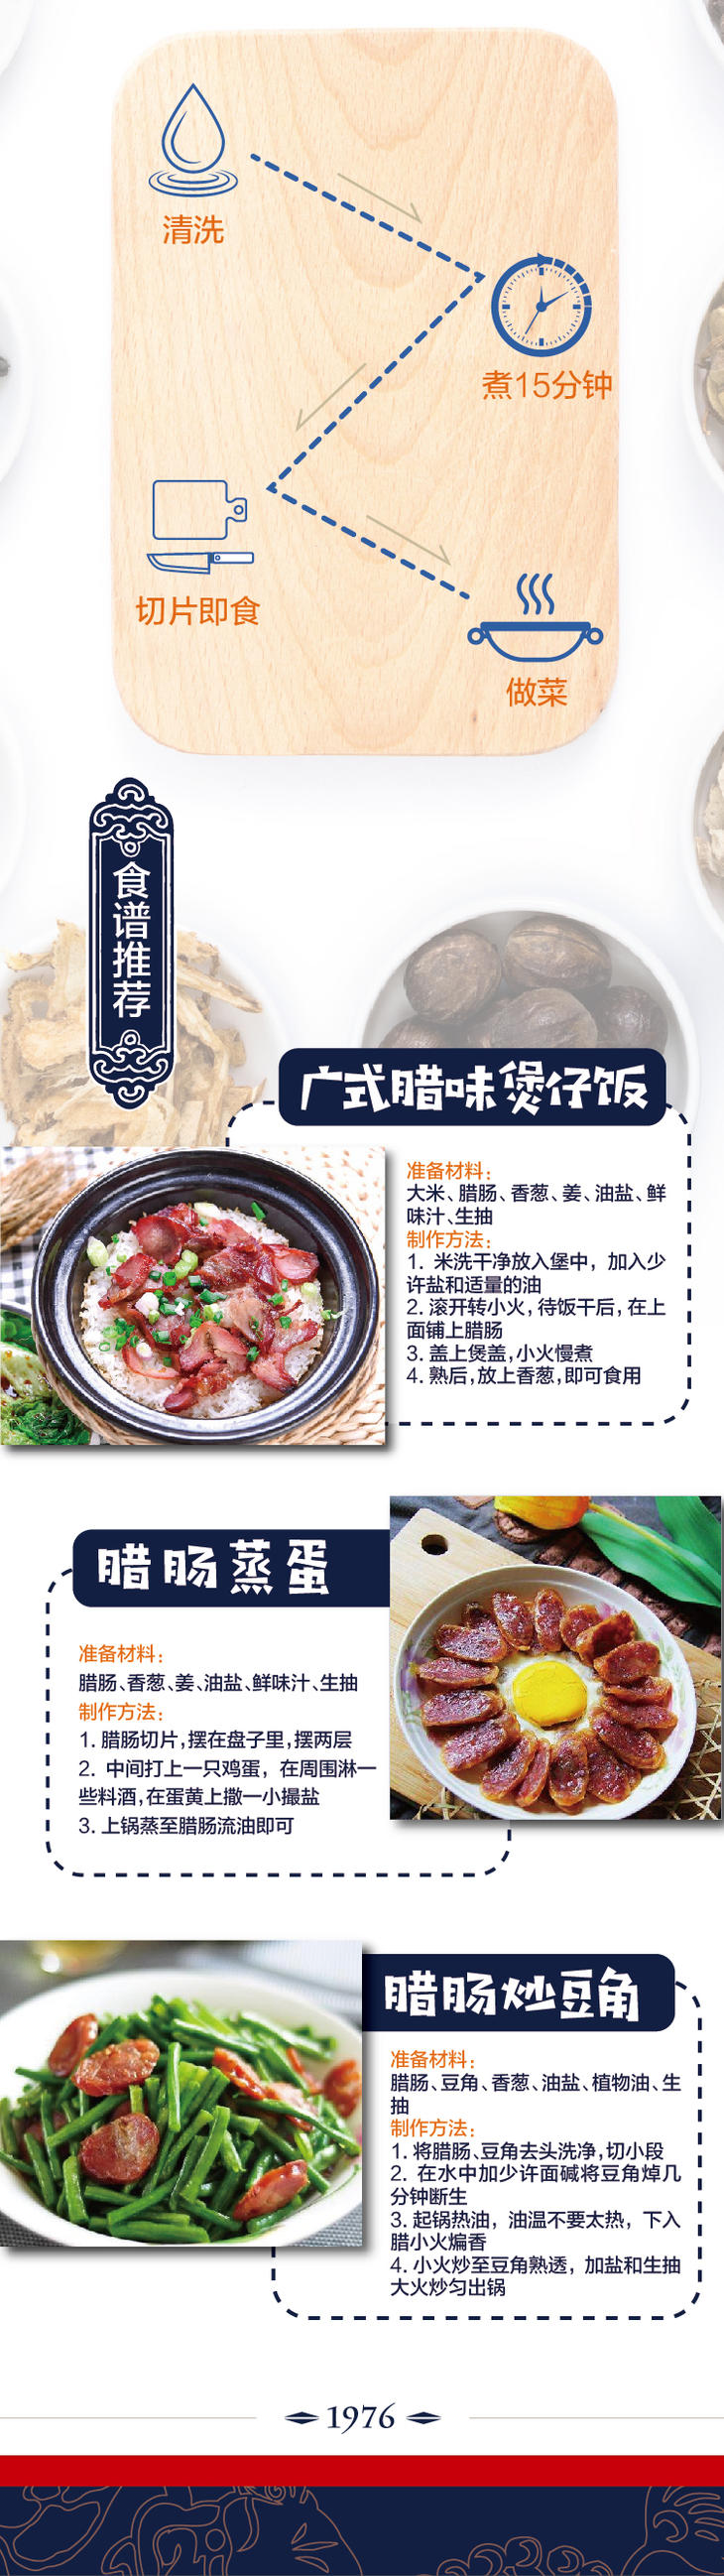 清洗
煮15分钟
切片即食
做菜
食谱推荐
广式腊味煲仔饭
准备材料：
大米、腊肠、香葱、姜、油盐、鲜
味汁、生抽
制作方法：
1. 米洗干净放入堡中，加入少
许盐和适量的油
2. 滚开转小火，待饭干后，在上
面铺上腊肠
3. 盖上煲盖，小火慢煮
4. 熟后，放上香葱，即可食用
腊肠蒸蛋
准备材料：
腊肠、香葱、姜、油盐、鲜味汁、生抽
制作方法：
1. 腊肠切片，摆在盘子里，摆两层
2. 中间打上一只鸡蛋，在周围淋一
些料酒，在蛋黄上撒一小撮盐
3. 上锅蒸至腊肠流油即可
腊肠炒豆角
准备材料：
腊肠、豆角、香葱、油盐、植物油、生
抽
制作方法：
1. 将腊肠、豆角去头洗净，切小段
2. 在水中加少许面碱将豆角焯几
分钟断生
3. 起锅热油，油温不要太热，下入
腊小火煸香
4. 小火炒至豆角熟透，加盐和生抽
大火炒匀出锅
1976